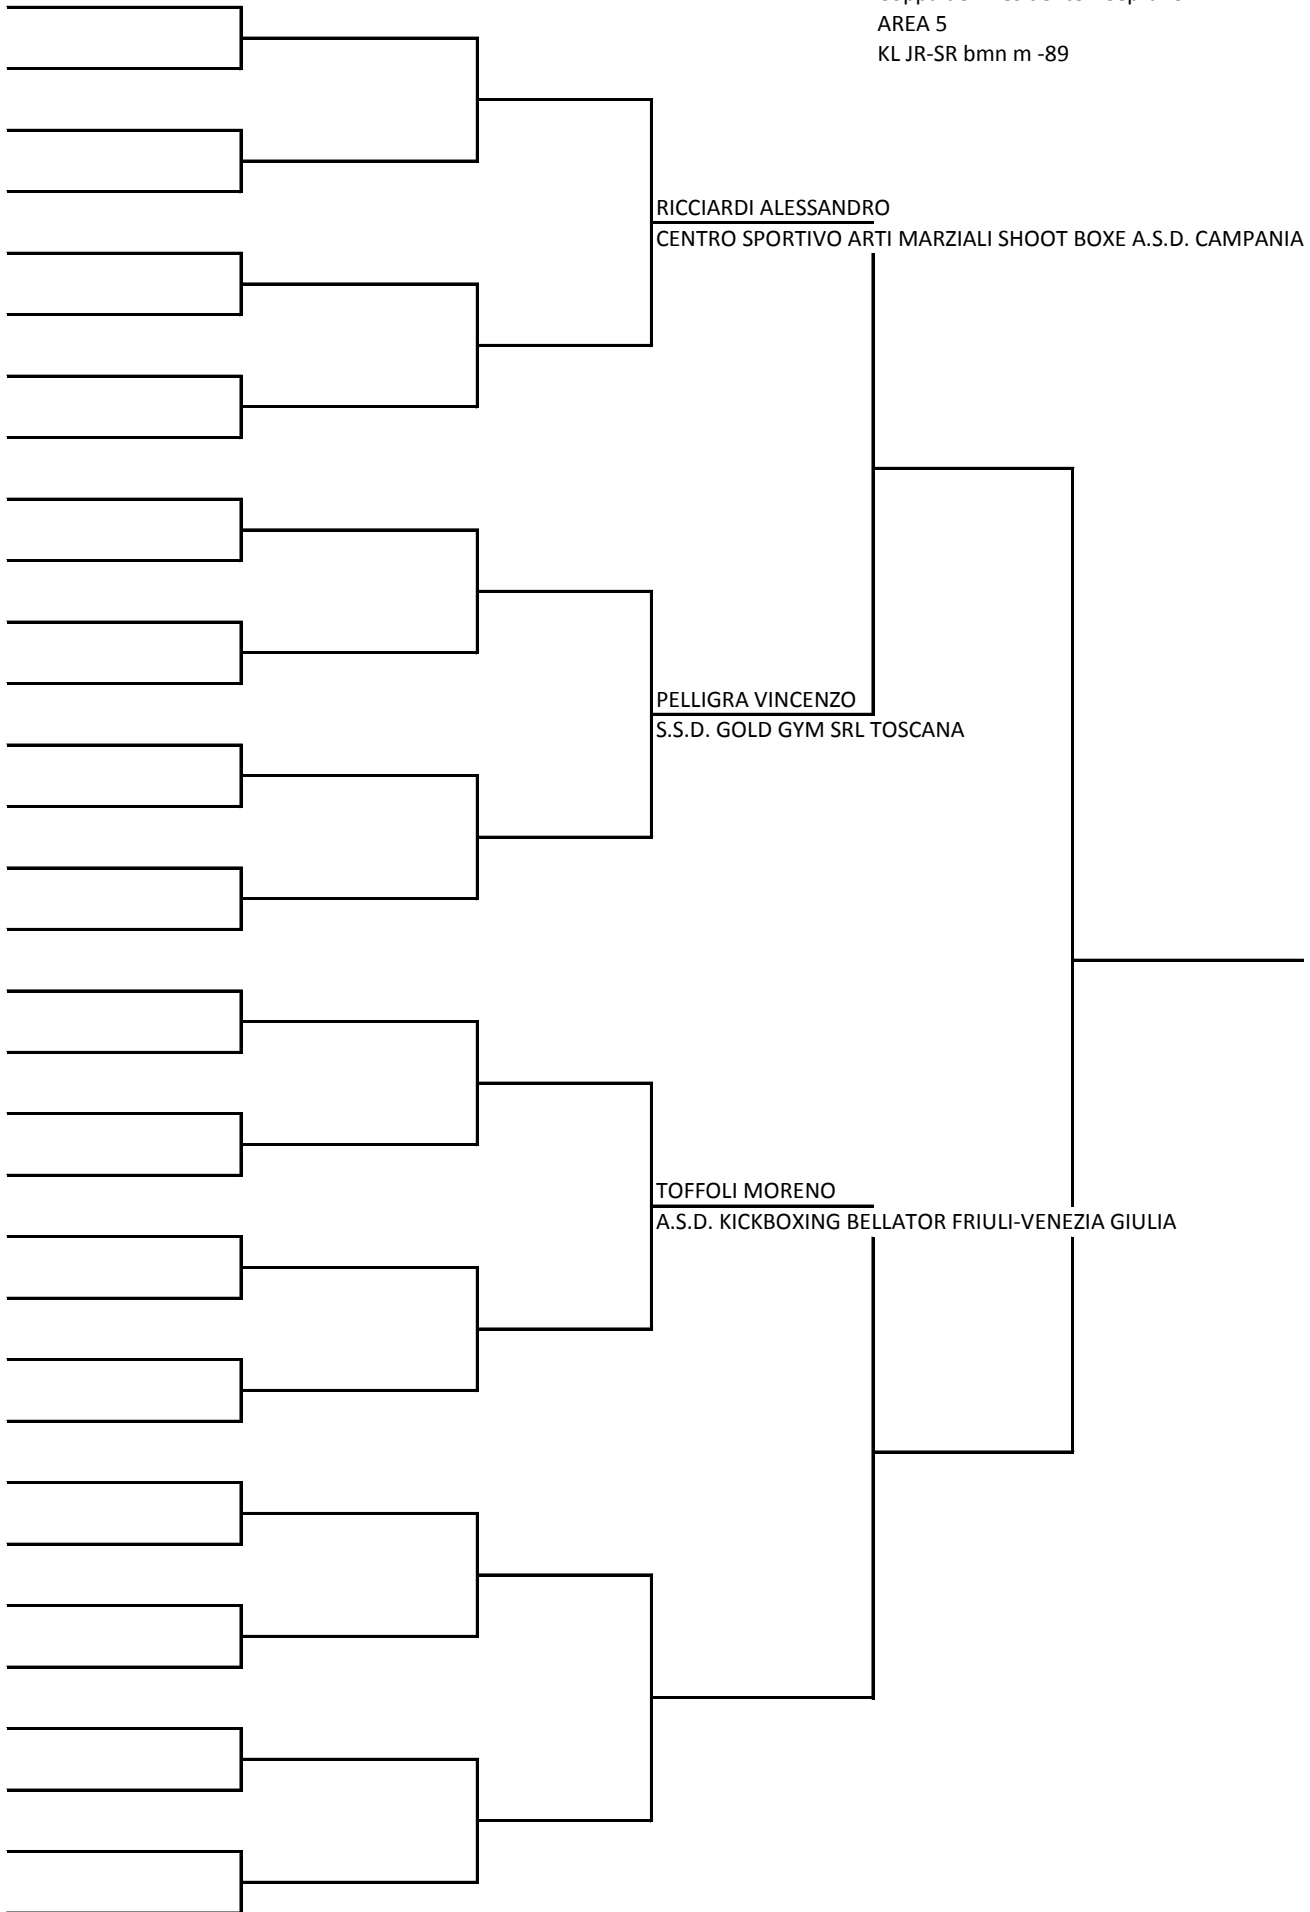 AREA 5
KL JR-SR bmn m -89
RICCIARDI ALESSANDRO
CENTRO SPORTIVO ARTI MARZIALI SHOOT BOXE A.S.D. CAMPANIA
PELLIGRA VINCENZO
S.S.D. GOLD GYM SRL TOSCANA
TOFFOLI MORENO
A.S.D. KICKBOXING BELLATOR FRIULI-VENEZIA GIULIA